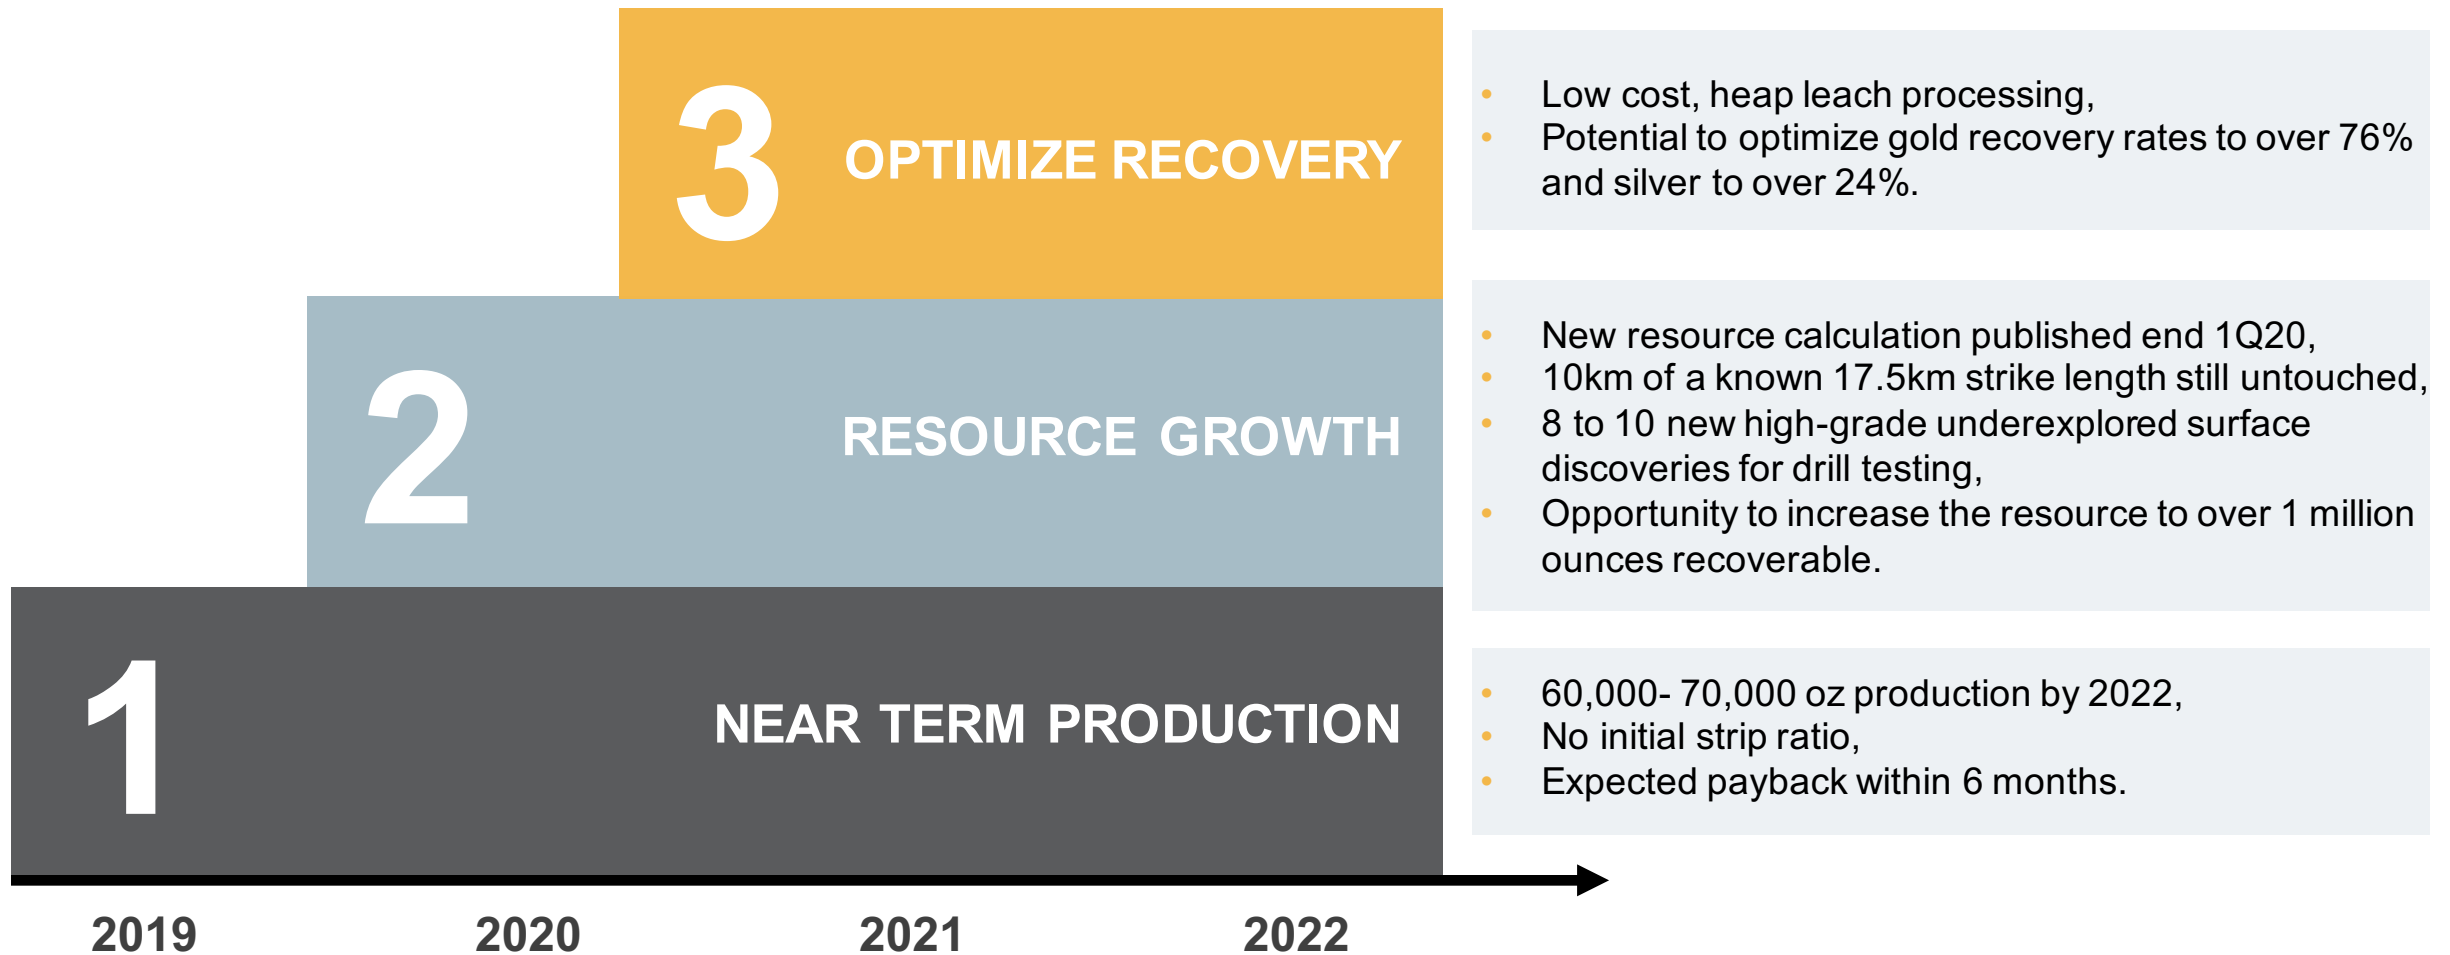 3
OPTIMIZE RECOVERY
• Low cost, heap leach processing,
• Potential to optimize gold recovery rates to over 76%
and silver to over 24%.
2
RESOURCE GROWTH
• New resource calculation published end 1Q20,
• 10km of a known 17.5km strike length still untouched,
• 8 to 10 new high-grade underexplored surface
discoveries for drill testing,
• Opportunity to increase the resource to over 1 million
ounces recoverable.
1
NEAR TERM PRODUCTION
• 60,000- 70,000 oz production by 2022,
• No initial strip ratio,
• Expected payback within 6 months.
2019 2020 2021 2022